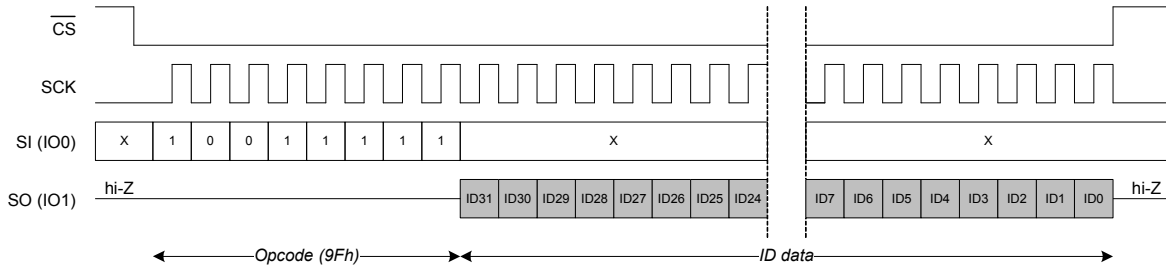 CS
SCK
SI (IO0) X 1 0 0 1 1 1 1 1 X X
hi-Z hi-Z
SO (IO1) ID31 ID30 ID29 ID28 ID27 ID26 ID25 ID24 ID7 ID6 ID5 ID4 ID3 ID2 ID1 ID0
Opcode (9Fh) ID data